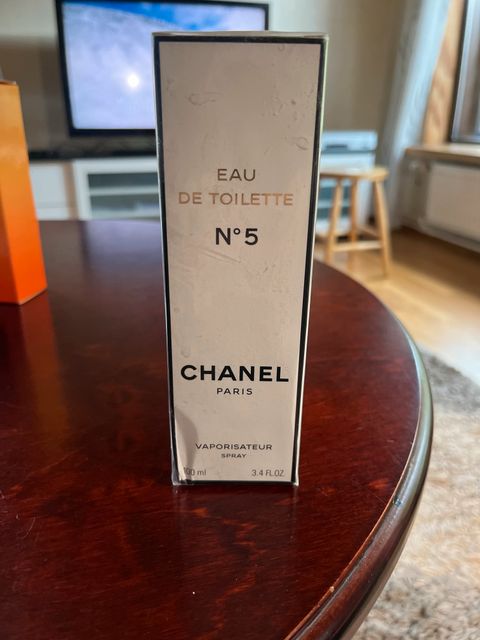 EAU
DE TOILETTE
N°5
CHANEL
PARIS
VAPORISATEUR
SPRAY
100 ml 3.4 FL.OZ.